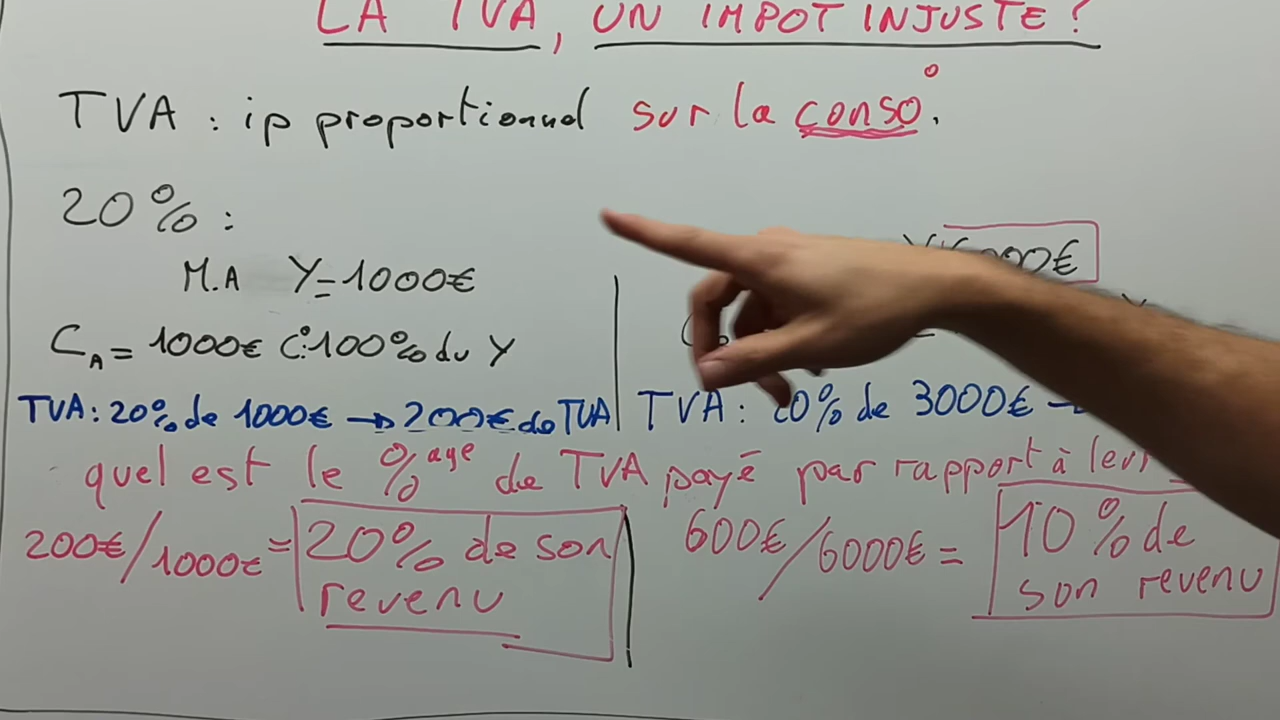 LA TVA, UN IMPOT INJUSTE ?
TVA : ip proportionnel sur la conso°.
20% :
M.A Y=1000€
000€
C_A = 1000€ C°: 100% du Y
TVA : 20% de 1000€ → 200€ de TVA
TVA : 20% de 3000€ →
quel est le %age de TVA payé par rapport à leur
200€/1000€ = 20% de son
revenu
600€/6000€ = 10% de
son revenu